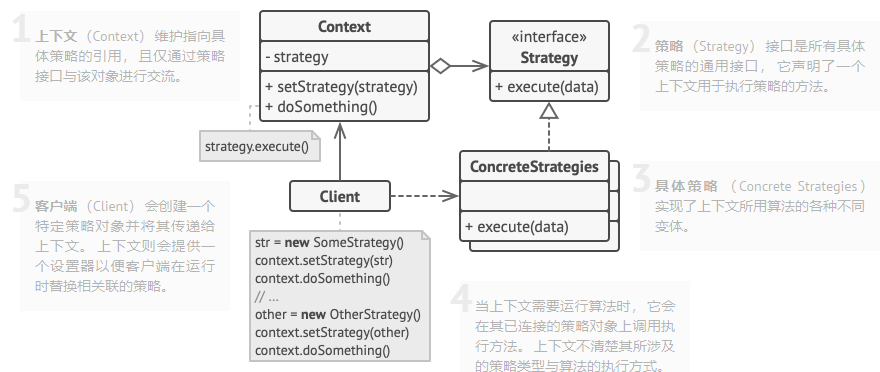 1
上下文（Context）维护指向具
体策略的引用， 且仅通过策略
接口与该对象进行交流。
Context
- strategy
+ setStrategy(strategy)
+ doSomething()
strategy.execute()
«interface»
Strategy
+ execute(data)
2
策略（Strategy）接口是所有具体
策略的通用接口， 它声明了一个
上下文用于执行策略的方法。
ConcreteStrategies
+ execute(data)
3
具体策略 （Concrete Strategies）
实现了上下文所用算法的各种不同
变体。
5
客户端（Client）会创建一个
特定策略对象并将其传递给
上下文。 上下文则会提供一
个设置器以便客户端在运行
时替换相关联的策略。
Client
str = new SomeStrategy()
context.setStrategy(str)
context.doSomething()
// ...
other = new OtherStrategy()
context.setStrategy(other)
context.doSomething()
4
当上下文需要运行算法时， 它会
在其已连接的策略对象上调用执
行方法。 上下文不清楚其所涉及
的策略类型与算法的执行方式。